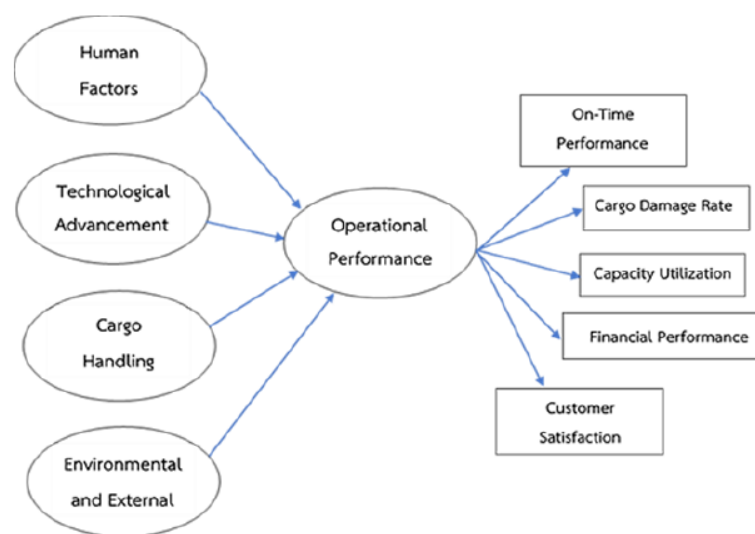 Human
Factors
Technological
Advancement
Cargo
Handling
Environmental
and External
Operational
Performance
On-Time
Performance
Cargo Damage Rate
Capacity Utilization
Financial Performance
Customer
Satisfaction